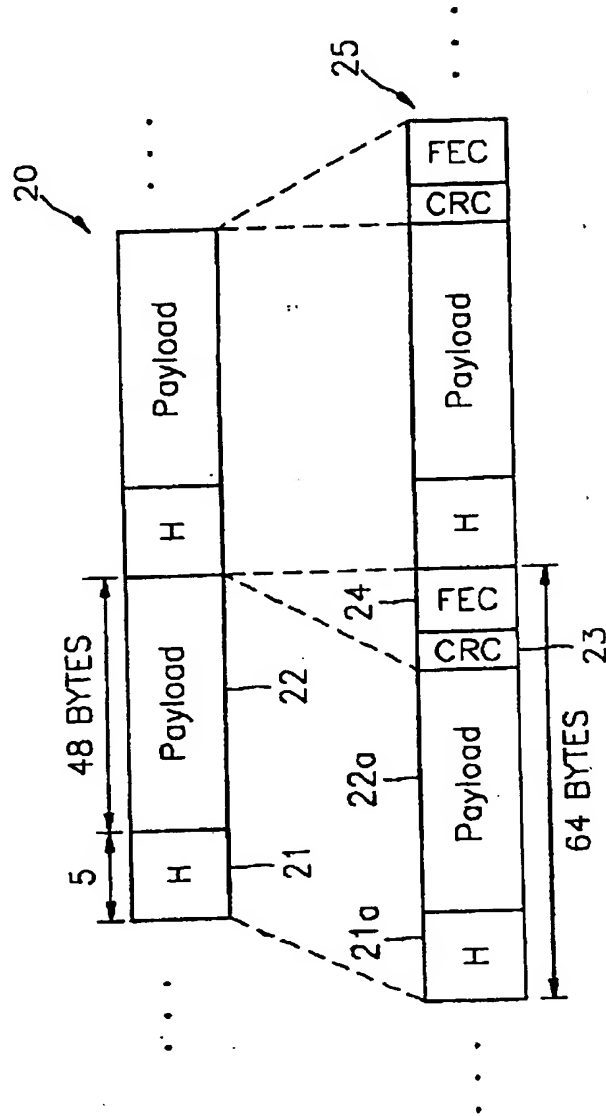 20
5
48 BYTES
H
Payload
H
Payload
21
22
25
21a
22a
24
H
Payload
CRC
FEC
H
Payload
CRC
FEC
23
64 BYTES